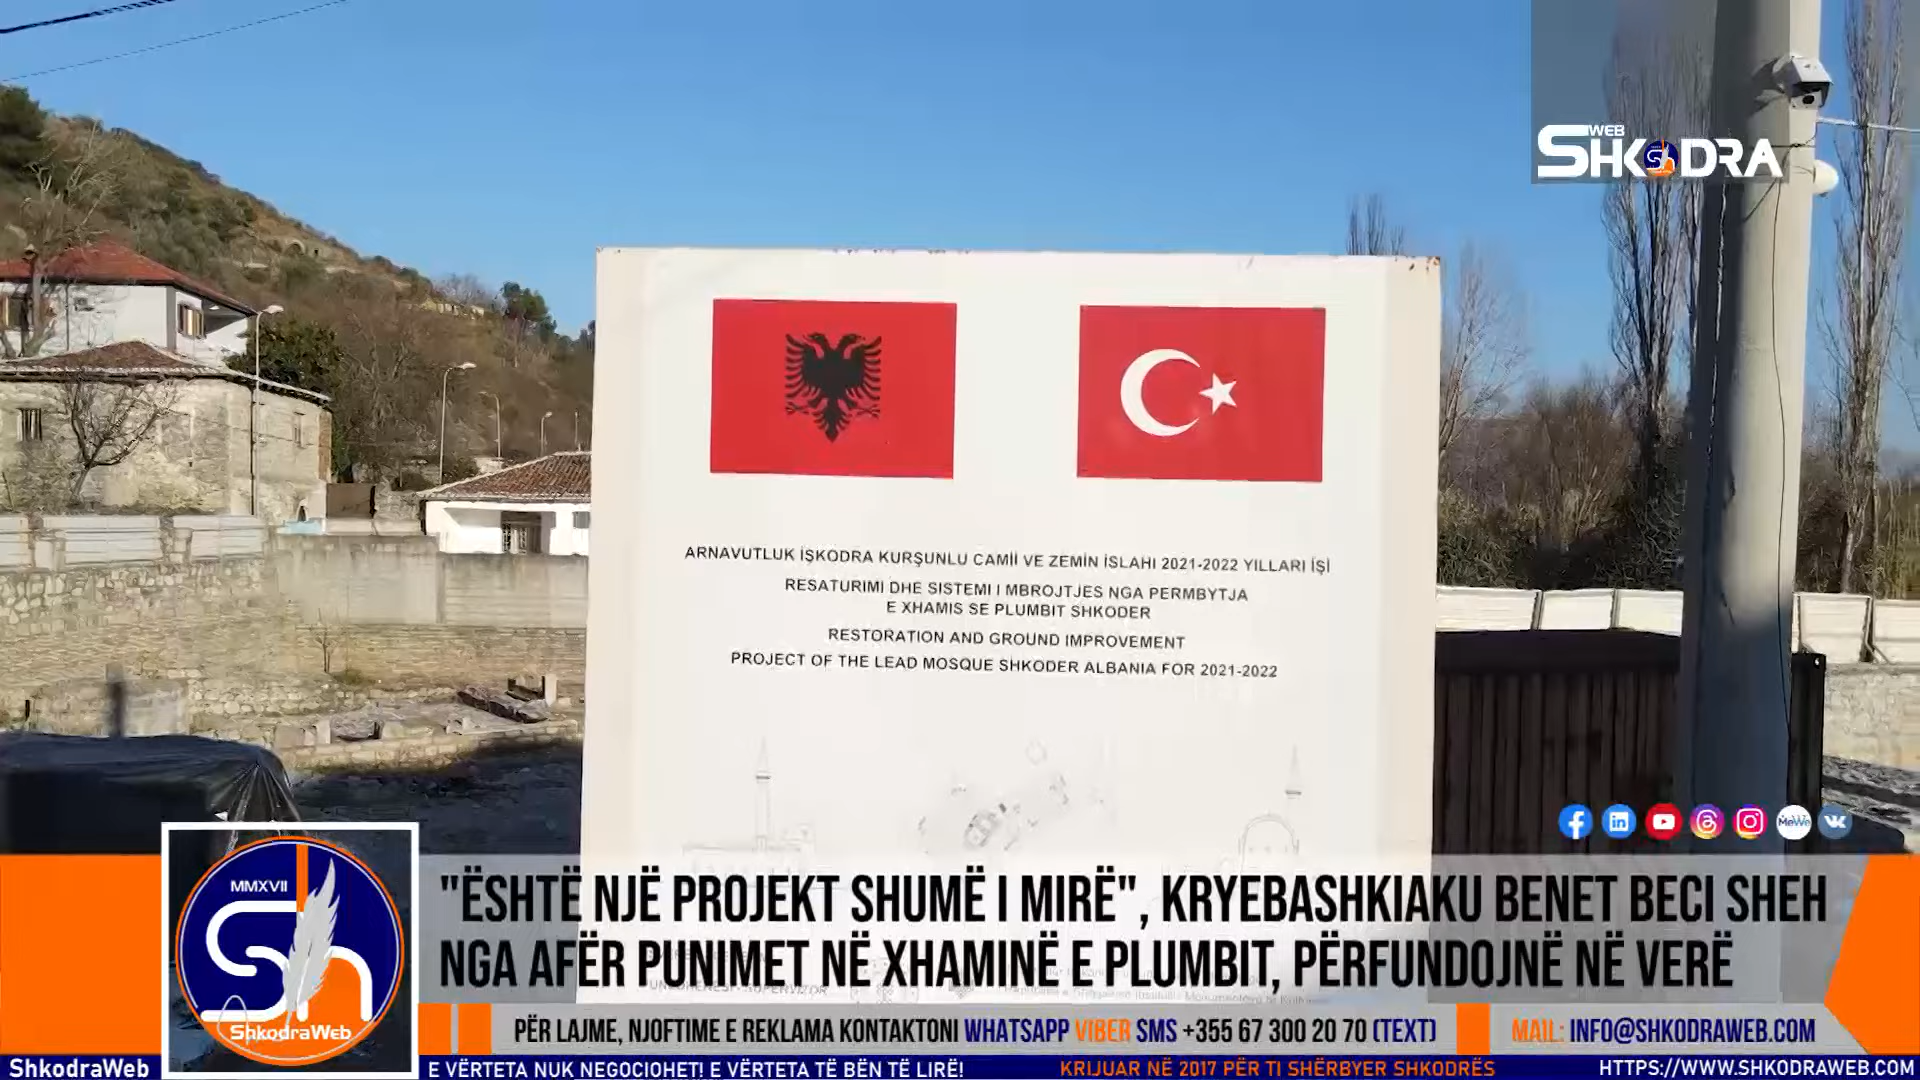 WEB
SHKODRA
ARNAVUTLUK İŞKODRA KURŞUNLU CAMİİ VE ZEMİN İSLAHI 2021-2022 YILLARI İŞİ
RESATURIMI DHE SISTEMI I MBROJTJES NGA PERMBYTJA
E XHAMIS SE PLUMBIT SHKODER
RESTORATION AND GROUND IMPROVEMENT
PROJECT OF THE LEAD MOSQUE SHKODER ALBANIA FOR 2021-2022
MeWe
MMXVII
Sh
ShkodraWeb
"ËSHTË NJË PROJEKT SHUMË I MIRË", KRYEBASHKIAKU BENET BECI SHEH
NGA AFËR PUNIMET NË XHAMINË E PLUMBIT, PËRFUNDOJNË NË VERË
PËR LAJME, NJOFTIME E REKLAMA KONTAKTONI WHATSAPP VIBER SMS +355 67 300 20 70 (TEXT)
MAIL: INFO@SHKODRAWEB.COM
ShkodraWeb
E VËRTETA NUK NEGOCIOHET! E VËRTETA TË BËN TË LIRË!
KRIJUAR NË 2017 PËR TI SHËRBYER SHKODRËS
HTTPS://WWW.SHKODRAWEB.COM